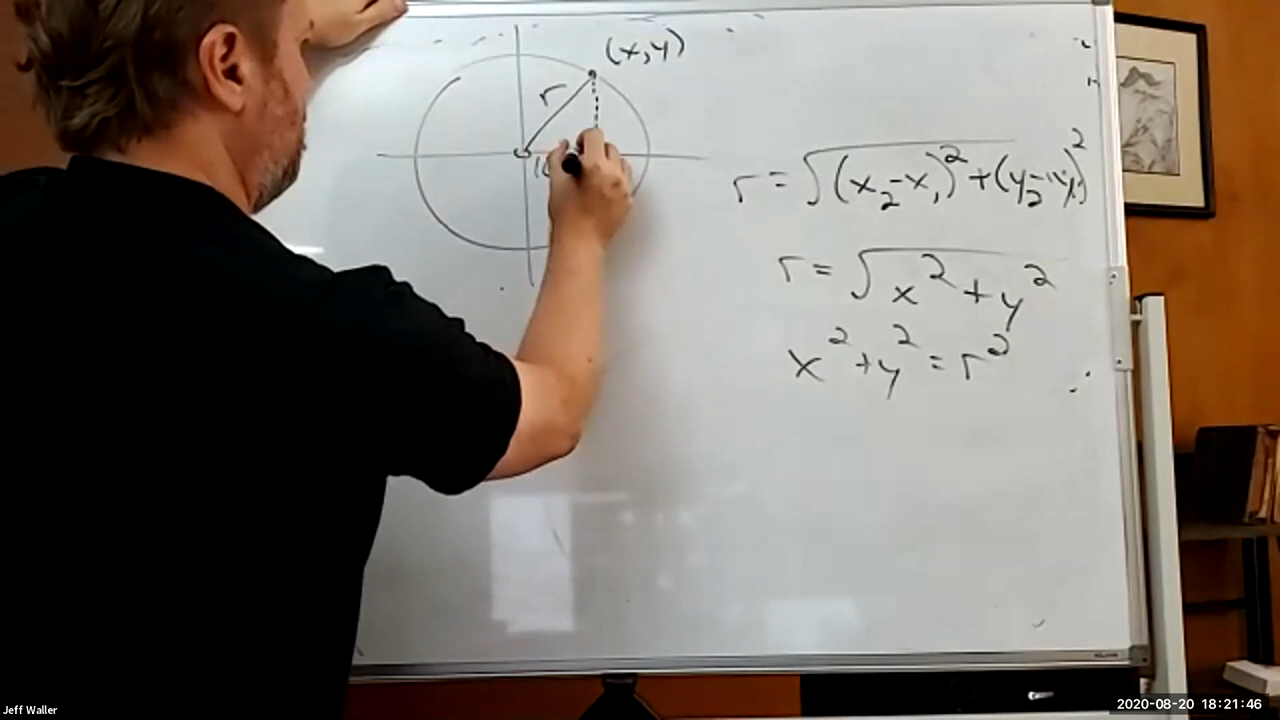 (x,y)
r
r = √(x₂-x₁)² + (y₂-y₁)²
r = √x² + y²
x² + y² = r²
Jeff Waller
2020-08-20 18:21:46